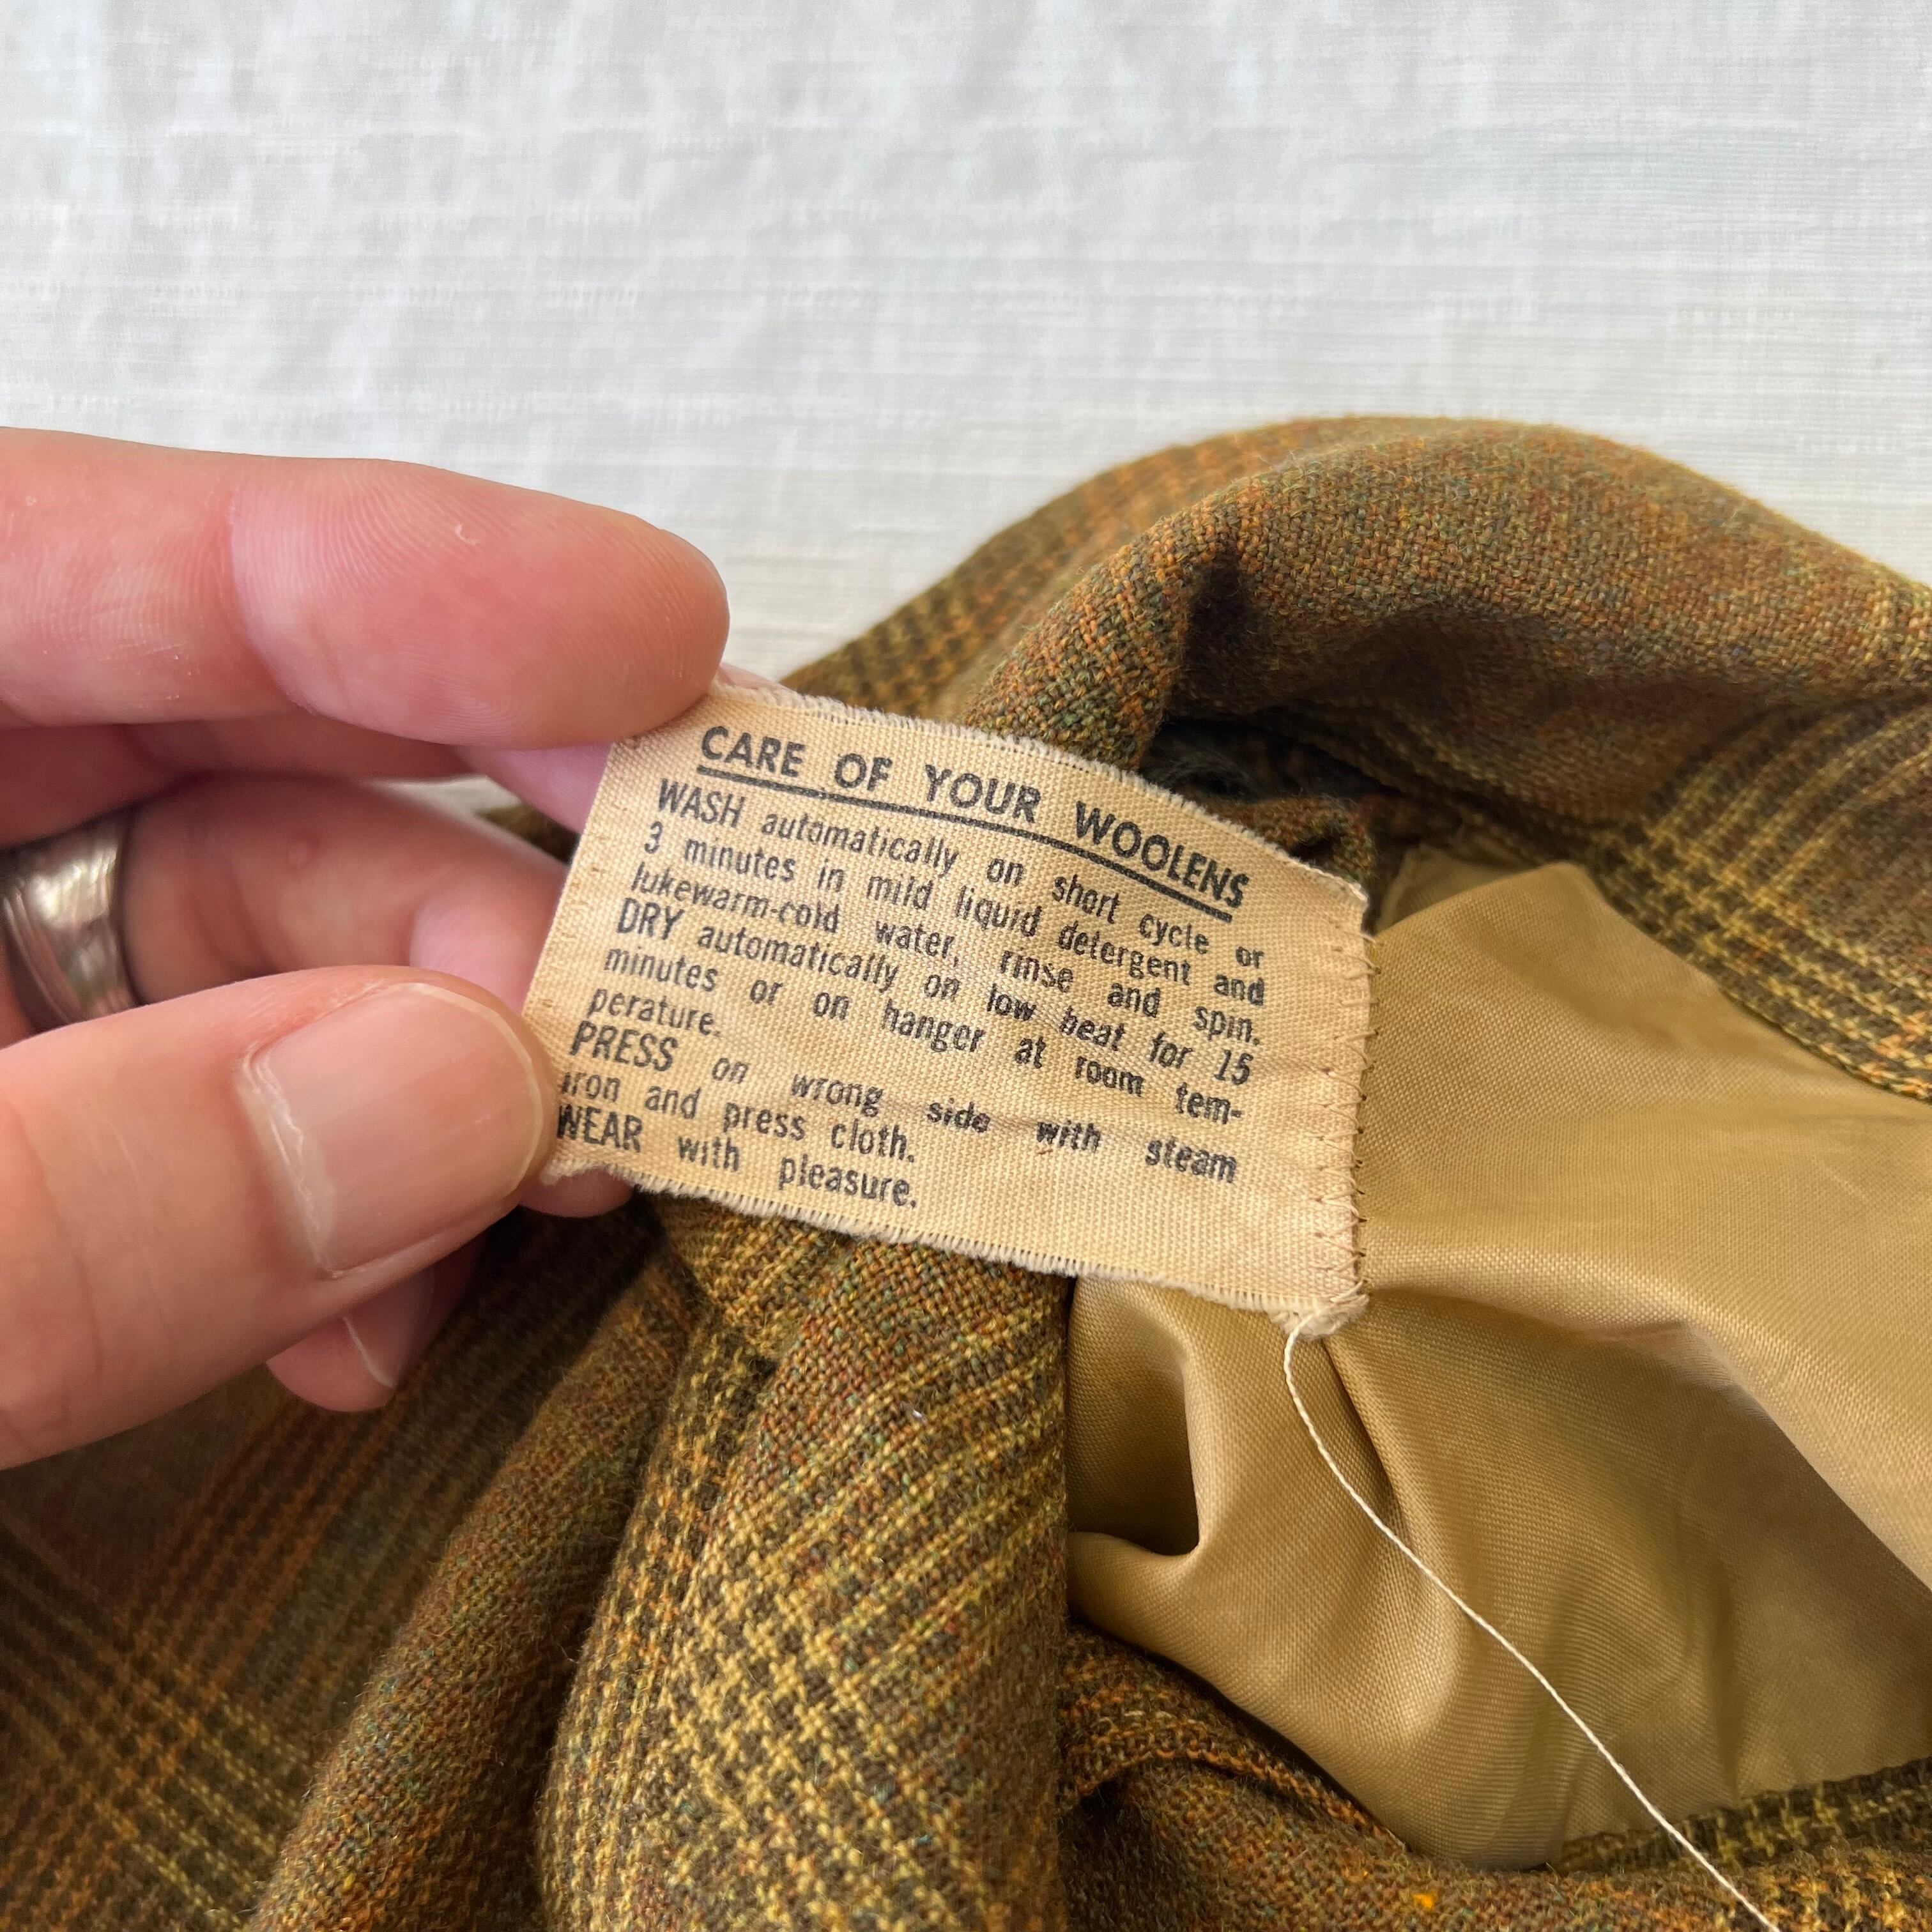 CARE OF YOUR WOOLENS
WASH automatically on short cycle or
3 minutes in mild liquid detergent and
lukewarm-cold water, rinse and spin.
DRY automatically on low heat for 15
minutes or on hanger at room tem-
perature.
PRESS on wrong side with steam
iron and press cloth.
WEAR with pleasure.